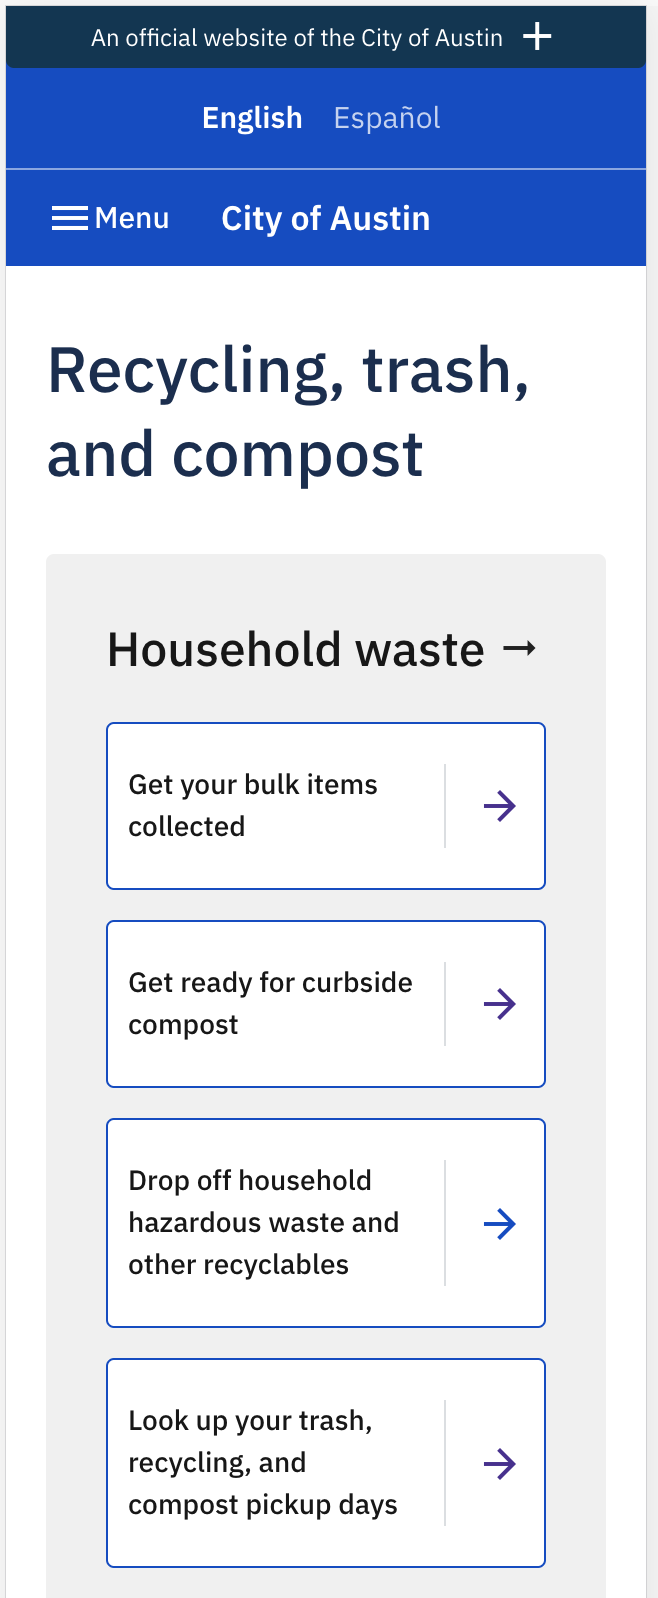 An official website of the City of Austin +
English Español
Menu City of Austin
Recycling, trash,
and compost
Household waste →
Get your bulk items
collected
Get ready for curbside
compost
Drop off household
hazardous waste and
other recyclables
Look up your trash,
recycling, and
compost pickup days